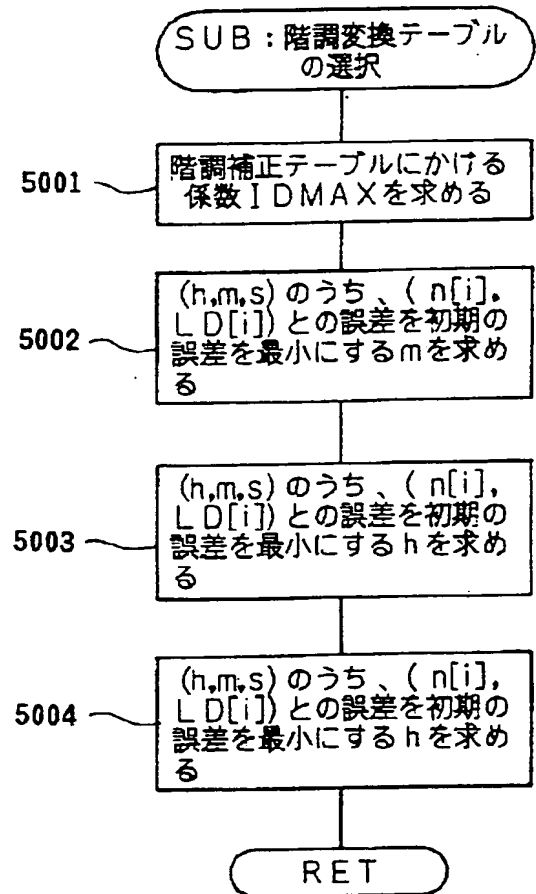 SUB:階調変換テーブル
の選択
5001
階調補正テーブルにかける
係数IDMAXを求める
5002
(h,m,s)のうち、(n[i],
LD[i])との誤差を初期の
誤差を最小にするmを求め
る
5003
(h,m,s)のうち、(n[i],
LD[i])との誤差を初期の
誤差を最小にするhを求め
る
5004
(h,m,s)のうち、(n[i],
LD[i])との誤差を初期の
誤差を最小にするhを求め
る
RET